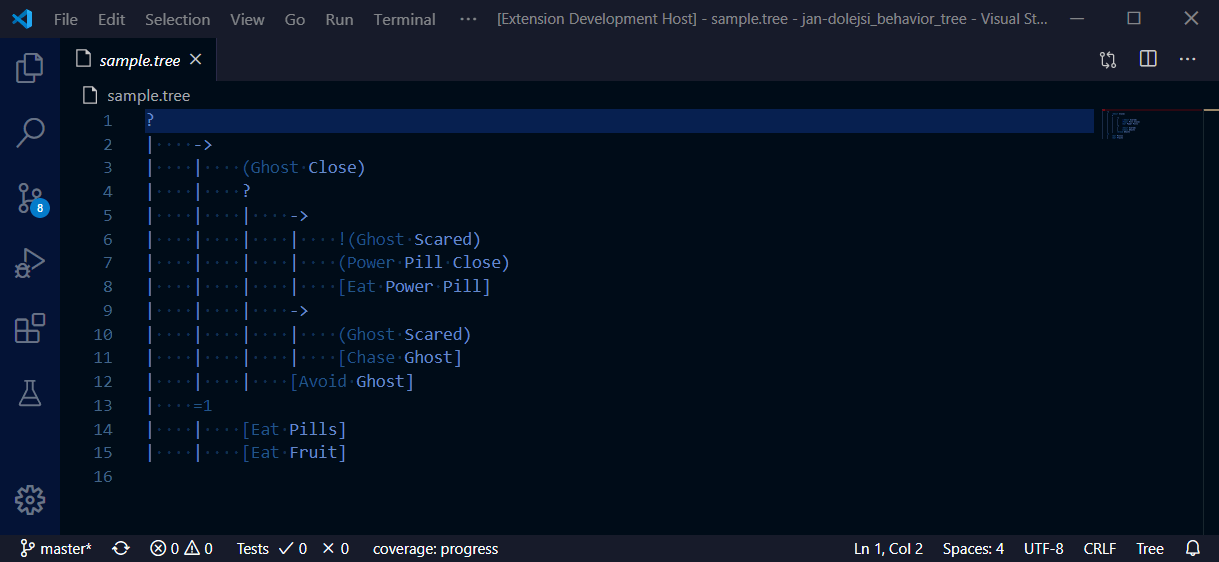 File Edit Selection View Go Run Terminal ··· [Extension Development Host] - sample.tree - jan-dolejsi_behavior_tree - Visual St...
sample.tree
sample.tree
1 ?
2 |····->
3 |····|····(Ghost·Close)
4 |····|····?
5 |····|····|····->
6 |····|····|····|····!(Ghost·Scared)
7 |····|····|····|····(Power·Pill·Close)
8 |····|····|····|····[Eat·Power·Pill]
9 |····|····|····->
10 |····|····|····|····(Ghost·Scared)
11 |····|····|····|····[Chase·Ghost]
12 |····|····|····[Avoid·Ghost]
13 |····=1
14 |····|····[Eat·Pills]
15 |····|····[Eat·Fruit]
16
8
master* 0 0 Tests ✓ 0 ✕ 0 coverage: progress Ln 1, Col 2 Spaces: 4 UTF-8 CRLF Tree